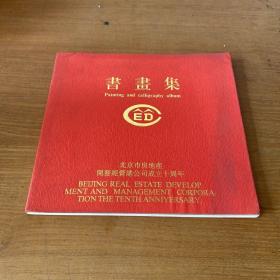 書畫集
Painting and calligraphy album
ED
北京市房地産
開發經營總公司成立十周年
BEIJING REAL ESTATE DEVELOP
MENT AND MANAGEMENT CORPORA-
TION THE TENTH ANNIVERSARY